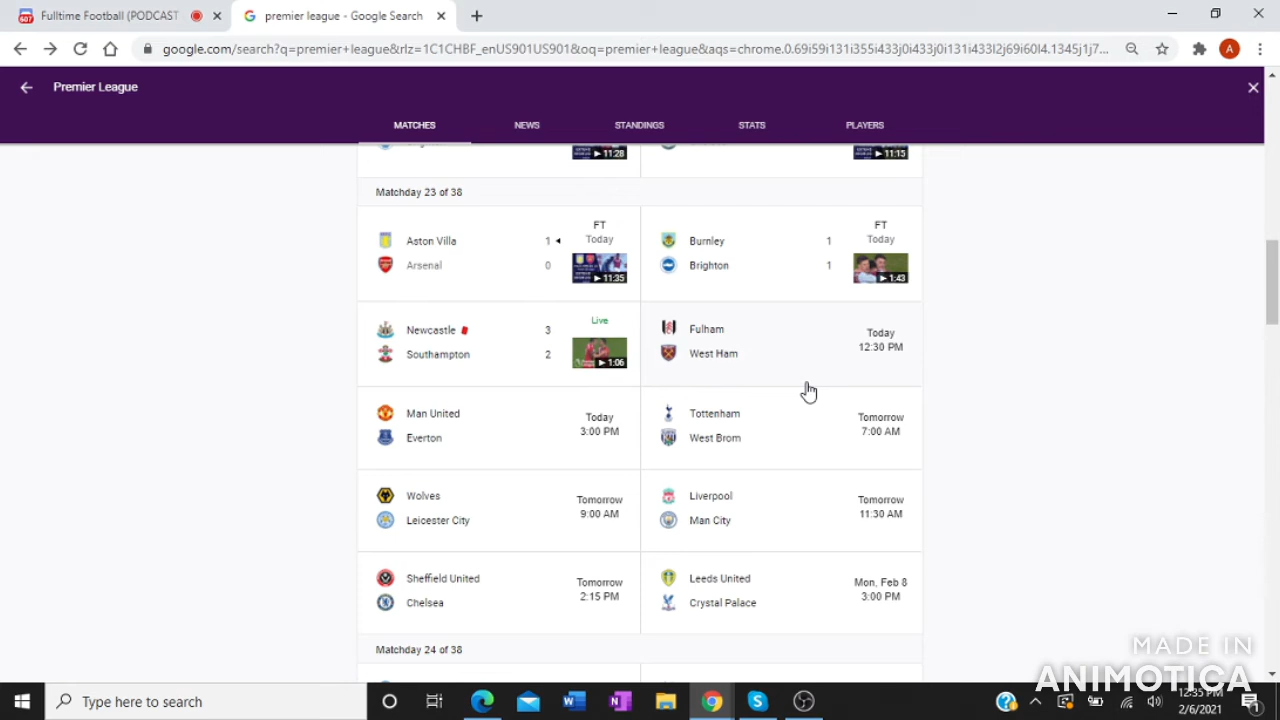 607
Fulltime Football (PODCAST
premier league - Google Search
google.com/search?q=premier+league&rlz=1C1CHBF_enUS901US901&oq=premier+league&aqs=chrome.0.69i59i131i355i433j0i433j0i131i433l2j69i60l4.1345j1j7...
A
Premier League
MATCHES NEWS STANDINGS STATS PLAYERS
11:28 11:15
Matchday 23 of 38
Aston Villa 1 FT Today
Arsenal 0 11:35
Burnley 1 FT Today
Brighton 1 1:43
Newcastle 3 Live
Southampton 2 1:06
Fulham Today
West Ham 12:30 PM
Man United Today
Everton 3:00 PM
Tottenham Tomorrow
West Brom 7:00 AM
Wolves Tomorrow
Leicester City 9:00 AM
Liverpool Tomorrow
Man City 11:30 AM
Sheffield United Tomorrow
Chelsea 2:15 PM
Leeds United Mon, Feb 8
Crystal Palace 3:00 PM
Matchday 24 of 38
MADE IN
ANIMOTICA
Type here to search
12:35 PM
2/6/2021